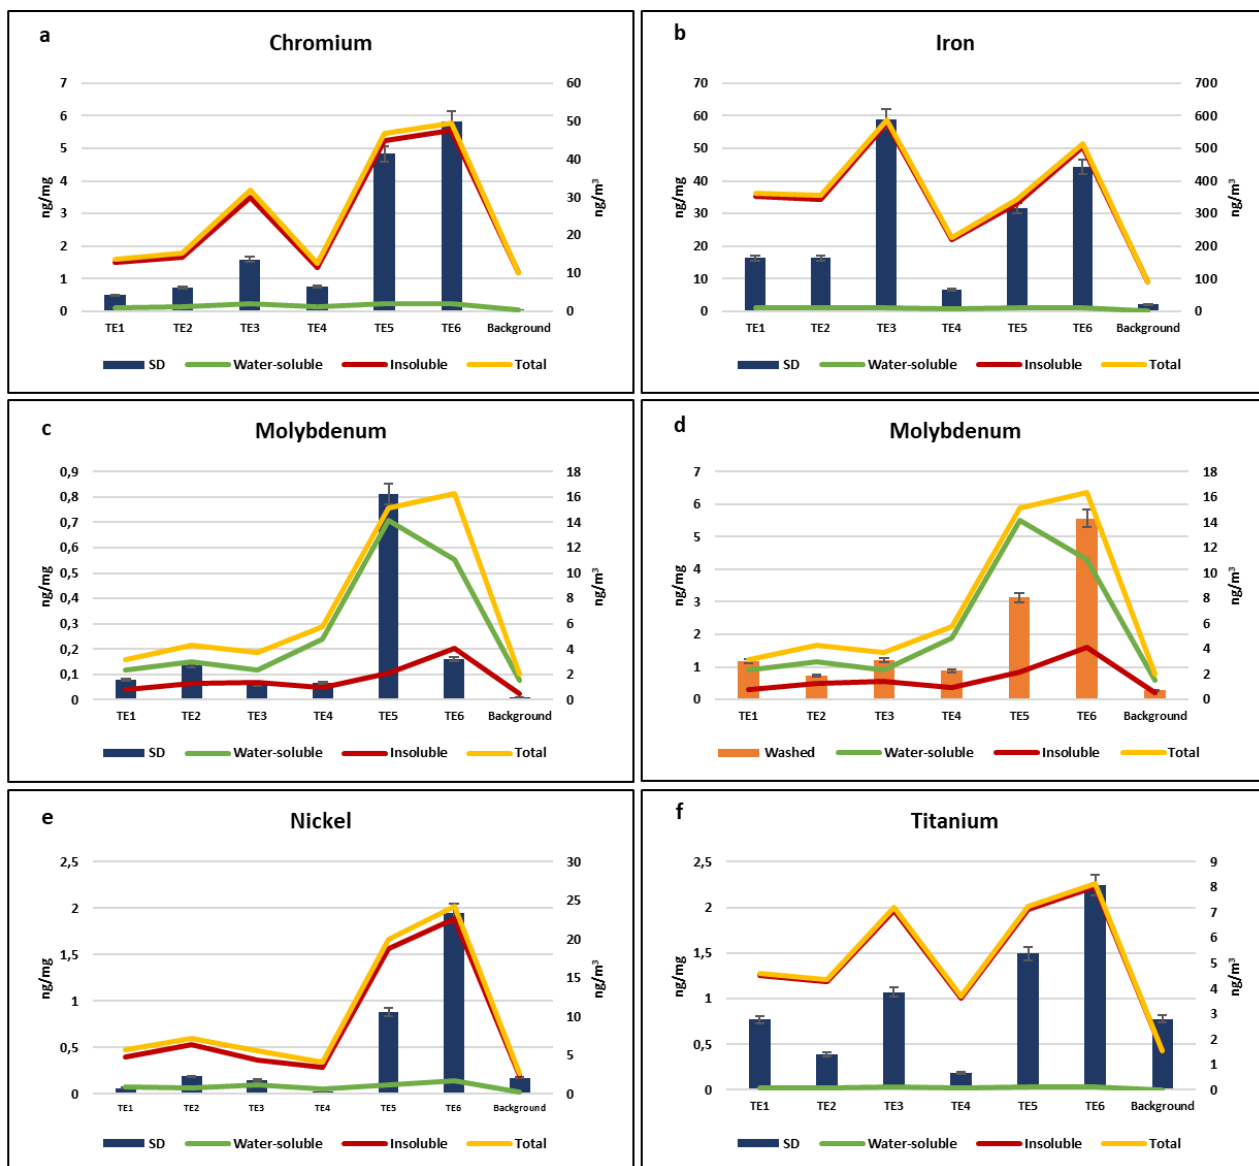 a
Chromium
7 6 5 4 3 2 1 0
ng/mg
60 50 40 30 20 10 0
ng/m³
TE1 TE2 TE3 TE4 TE5 TE6 Background
SD Water-soluble Insoluble Total
b
Iron
70 60 50 40 30 20 10 0
ng/mg
700 600 500 400 300 200 100 0
ng/m³
TE1 TE2 TE3 TE4 TE5 TE6 Background
SD Water-soluble Insoluble Total
c
Molybdenum
0,9 0,8 0,7 0,6 0,5 0,4 0,3 0,2 0,1 0
ng/mg
18 16 14 12 10 8 6 4 2 0
ng/m³
TE1 TE2 TE3 TE4 TE5 TE6 Background
SD Water-soluble Insoluble Total
d
Molybdenum
7 6 5 4 3 2 1 0
ng/mg
18 16 14 12 10 8 6 4 2 0
ng/m³
TE1 TE2 TE3 TE4 TE5 TE6 Background
Washed Water-soluble Insoluble Total
e
Nickel
2,5 2 1,5 1 0,5 0
ng/mg
30 25 20 15 10 5 0
ng/m³
TE1 TE2 TE3 TE4 TE5 TE6 Background
SD Water-soluble Insoluble Total
f
Titanium
2,5 2 1,5 1 0,5 0
ng/mg
9 8 7 6 5 4 3 2 1 0
ng/m³
TE1 TE2 TE3 TE4 TE5 TE6 Background
SD Water-soluble Insoluble Total